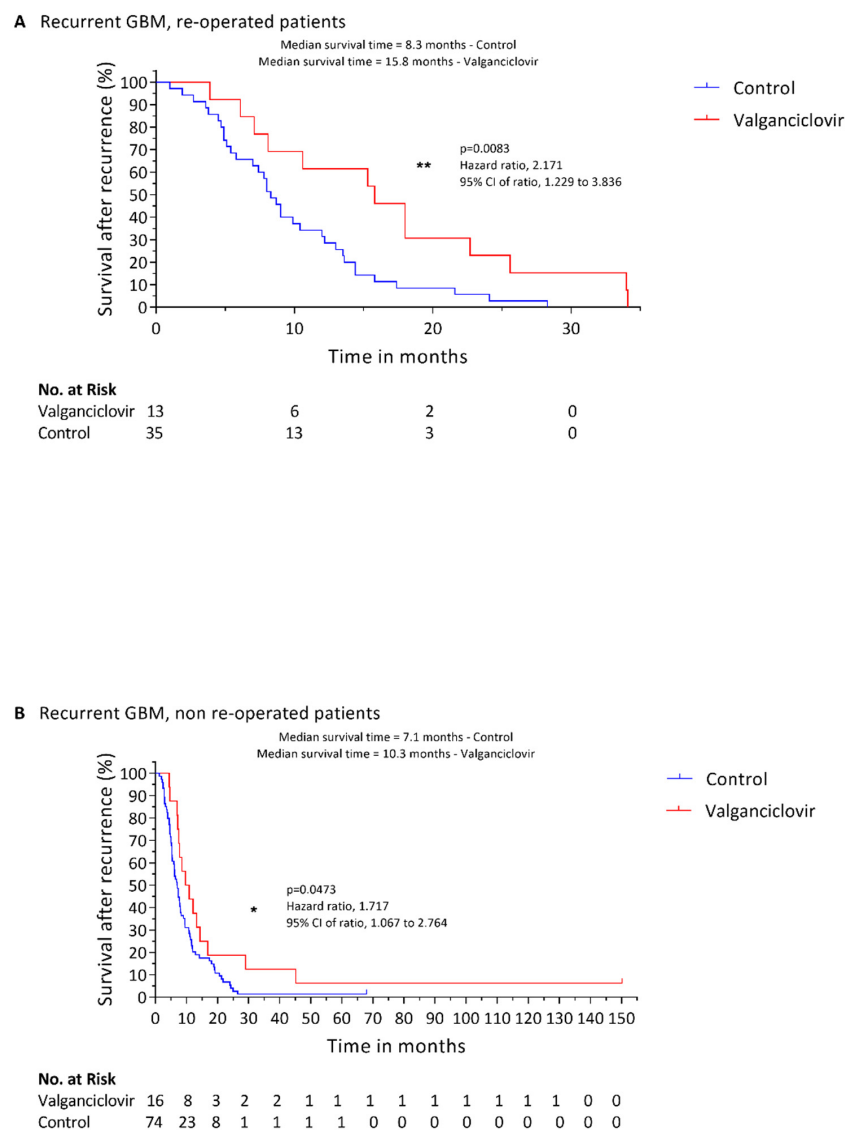 A Recurrent GBM, re-operated patients
Median survival time = 8.3 months - Control
Median survival time = 15.8 months - Valganciclovir
Survival after recurrence (%)
100
90
80
70
60
50
40
30
20
10
0
0 10 20 30
Time in months
Control
Valganciclovir
**
p=0.0083
Hazard ratio, 2.171
95% CI of ratio, 1.229 to 3.836
No. at Risk
Valganciclovir 13 6 2 0
Control 35 13 3 0
B Recurrent GBM, non re-operated patients
Median survival time = 7.1 months - Control
Median survival time = 10.3 months - Valganciclovir
Survival after recurrence (%)
100
90
80
70
60
50
40
30
20
10
0
0 10 20 30 40 50 60 70 80 90 100 110 120 130 140 150
Time in months
Control
Valganciclovir
*
p=0.0473
Hazard ratio, 1.717
95% CI of ratio, 1.067 to 2.764
No. at Risk
Valganciclovir 16 8 3 2 2 1 1 1 1 1 1 1 1 1 0 0
Control 74 23 8 1 1 1 1 0 0 0 0 0 0 0 0 0